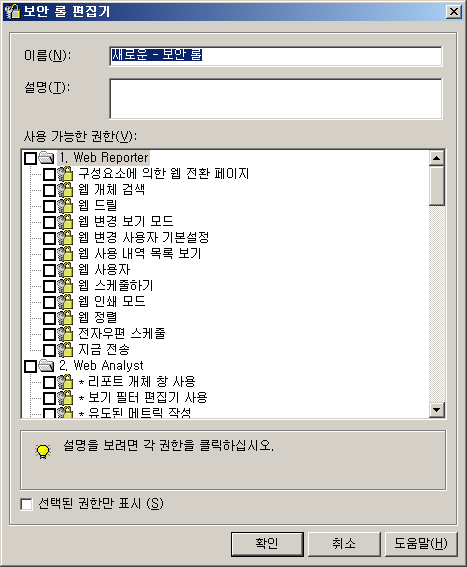 보안 롤 편집기
이름(N):
새로운 - 보안 롤
설명(T):
사용 가능한 권한(V):
1. Web Reporter
구성요소에 의한 웹 전환 페이지
웹 개체 검색
웹 드릴
웹 변경 보기 모드
웹 변경 사용자 기본설정
웹 사용 내역 목록 보기
웹 사용자
웹 스케줄하기
웹 인쇄 모드
웹 정렬
전자우편 스케줄
지금 전송
2. Web Analyst
* 리포트 개체 창 사용
* 보기 필터 편집기 사용
* 유도된 메트릭 작성
설명을 보려면 각 권한을 클릭하십시오.
선택된 권한만 표시 (S)
확인
취소
도움말(H)